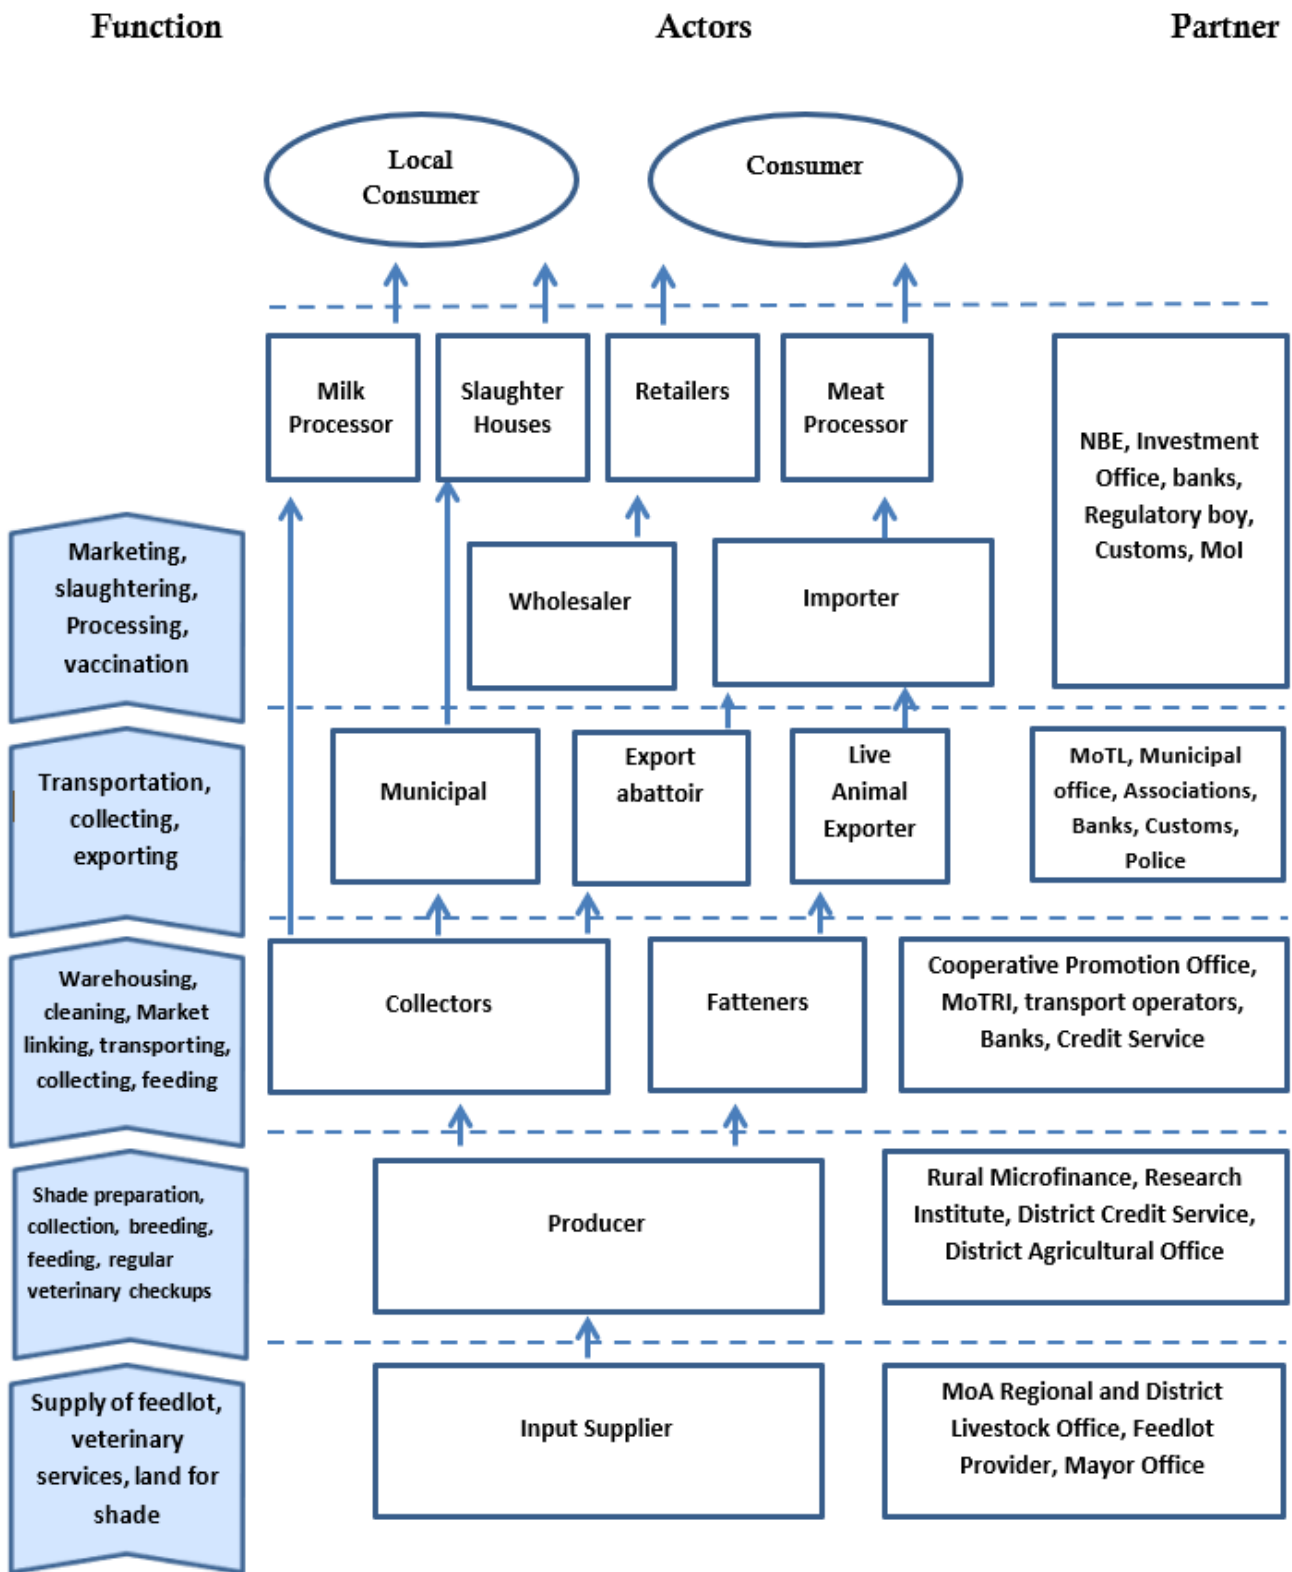 Function
Actors
Partner
Local
Consumer
Consumer
Milk
Processor
Slaughter
Houses
Retailers
Meat
Processor
NBE, Investment
Office, banks,
Regulatory boy,
Customs, MoI
Marketing,
slaughtering,
Processing,
vaccination
Wholesaler
Importer
Transportation,
collecting,
exporting
Municipal
Export
abattoir
Live
Animal
Exporter
MoTL, Municipal
office, Associations,
Banks, Customs,
Police
Warehousing,
cleaning, Market
linking, transporting,
collecting, feeding
Collectors
Fatteners
Cooperative Promotion Office,
MoTRI, transport operators,
Banks, Credit Service
Shade preparation,
collection, breeding,
feeding, regular
veterinary checkups
Producer
Rural Microfinance, Research
Institute, District Credit Service,
District Agricultural Office
Supply of feedlot,
veterinary
services, land for
shade
Input Supplier
MoA Regional and District
Livestock Office, Feedlot
Provider, Mayor Office